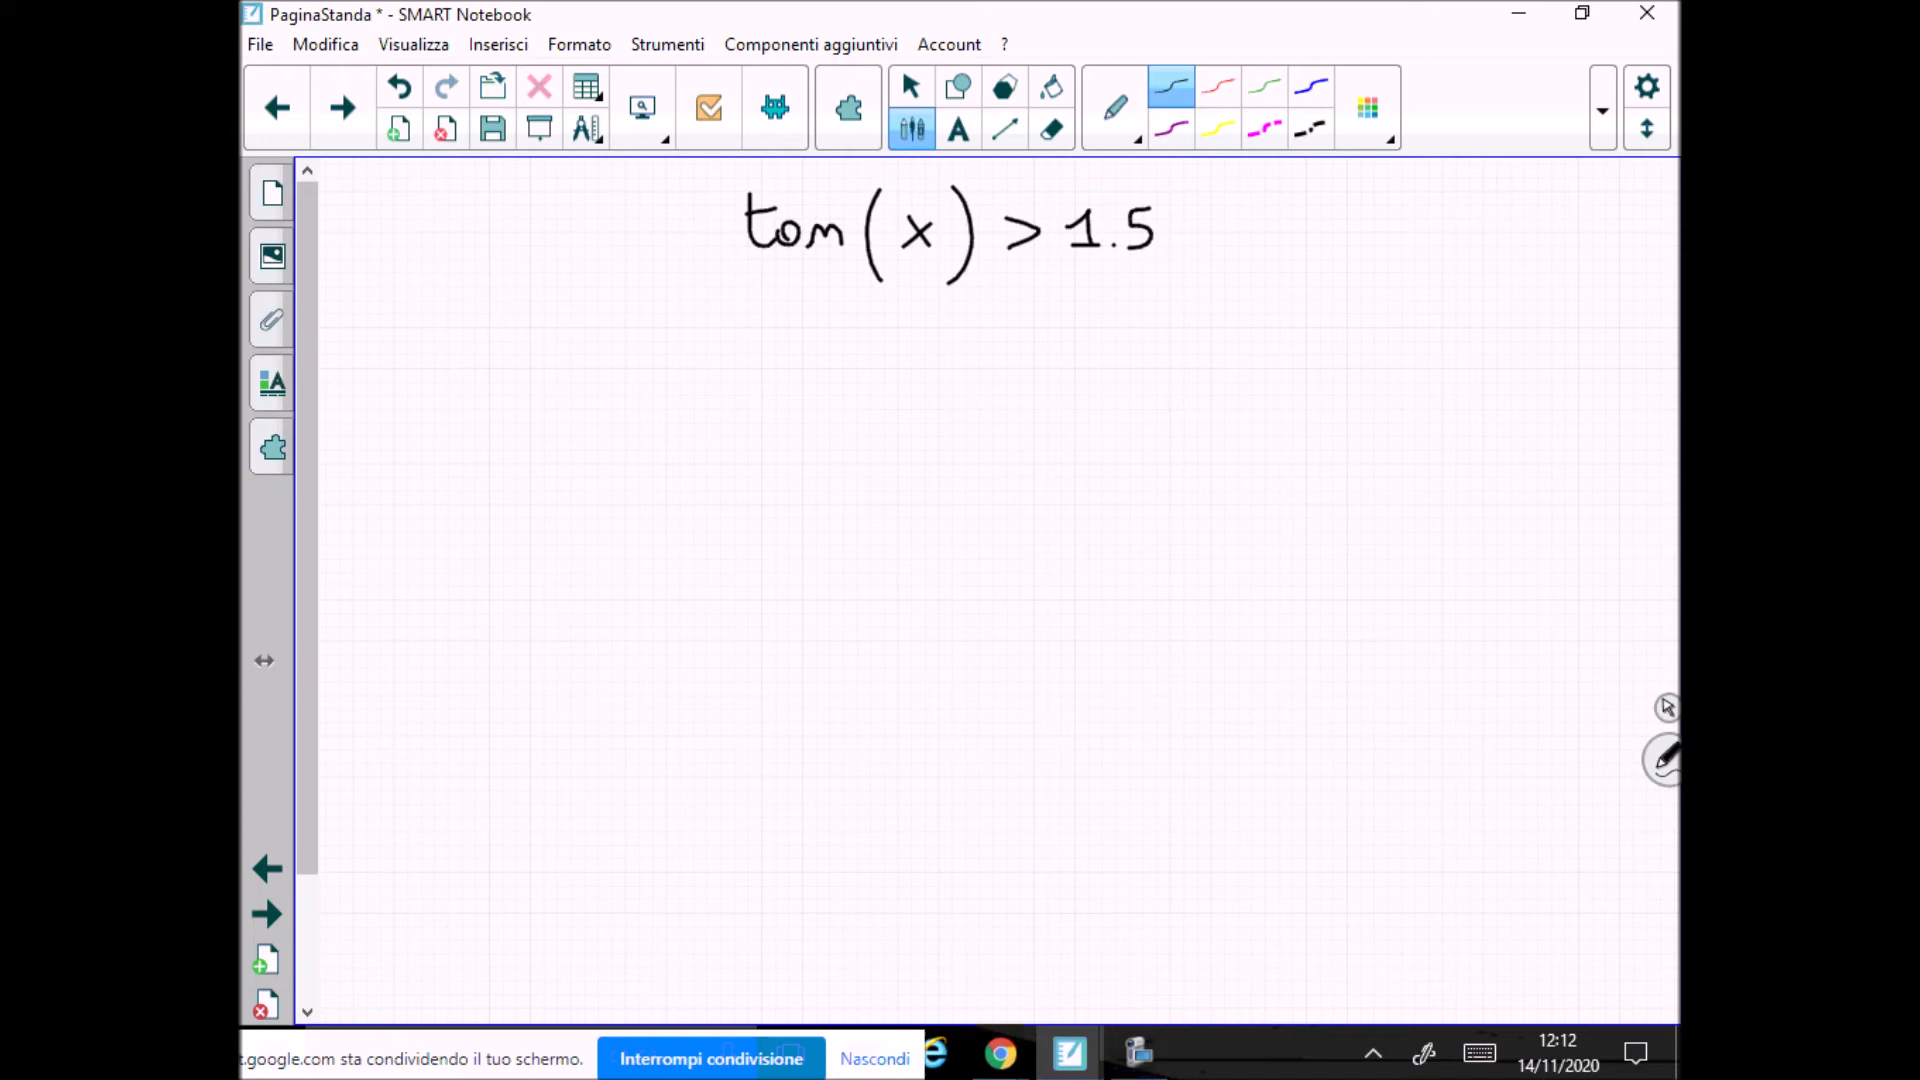 PaginaStanda * - SMART Notebook
File Modifica Visualizza Inserisci Formato Strumenti Componenti aggiuntivi Account ?
tan(x) > 1.5
t.google.com sta condividendo il tuo schermo. Interrompi condivisione Nascondi
12:12
14/11/2020